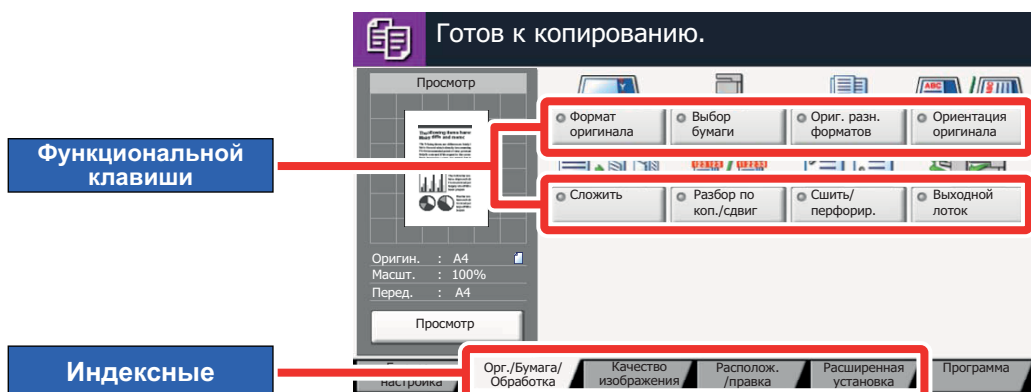 Готов к копированию.
Просмотр
Формат
оригинала
Выбор
бумаги
Ориг. разн.
форматов
Ориентация
оригинала
Функциональной
клавиши
Сложить
Разбор по
коп./сдвиг
Сшить/
перфорир.
Выходной
лоток
Оригин. : A4
Масшт. : 100%
Перед. : A4
Просмотр
Индексные
настройка
Орг./Бумага/
Обработка
Качество
изображения
Располож.
/правка
Расширенная
установка
Программа